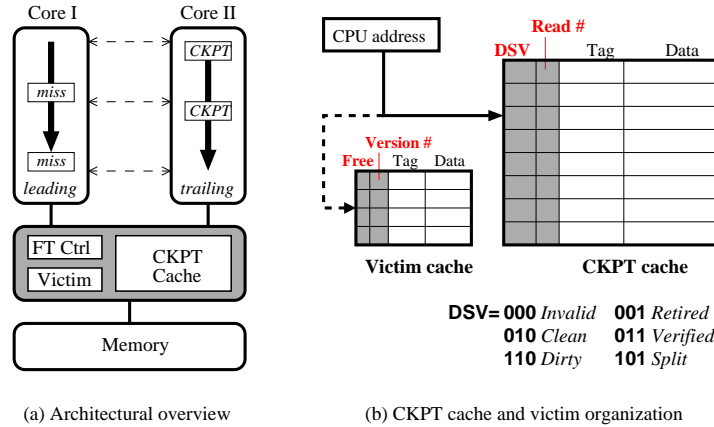 Core I
Core II
miss
miss
leading
CKPT
CKPT
trailing
FT Ctrl
Victim
CKPT
Cache
Memory
(a) Architectural overview
CPU address
Read #
DSV
Tag
Data
Version #
Free
Tag
Data
Victim cache
CKPT cache
DSV= 000 Invalid 001 Retired
010 Clean 011 Verified
110 Dirty 101 Split
(b) CKPT cache and victim organization